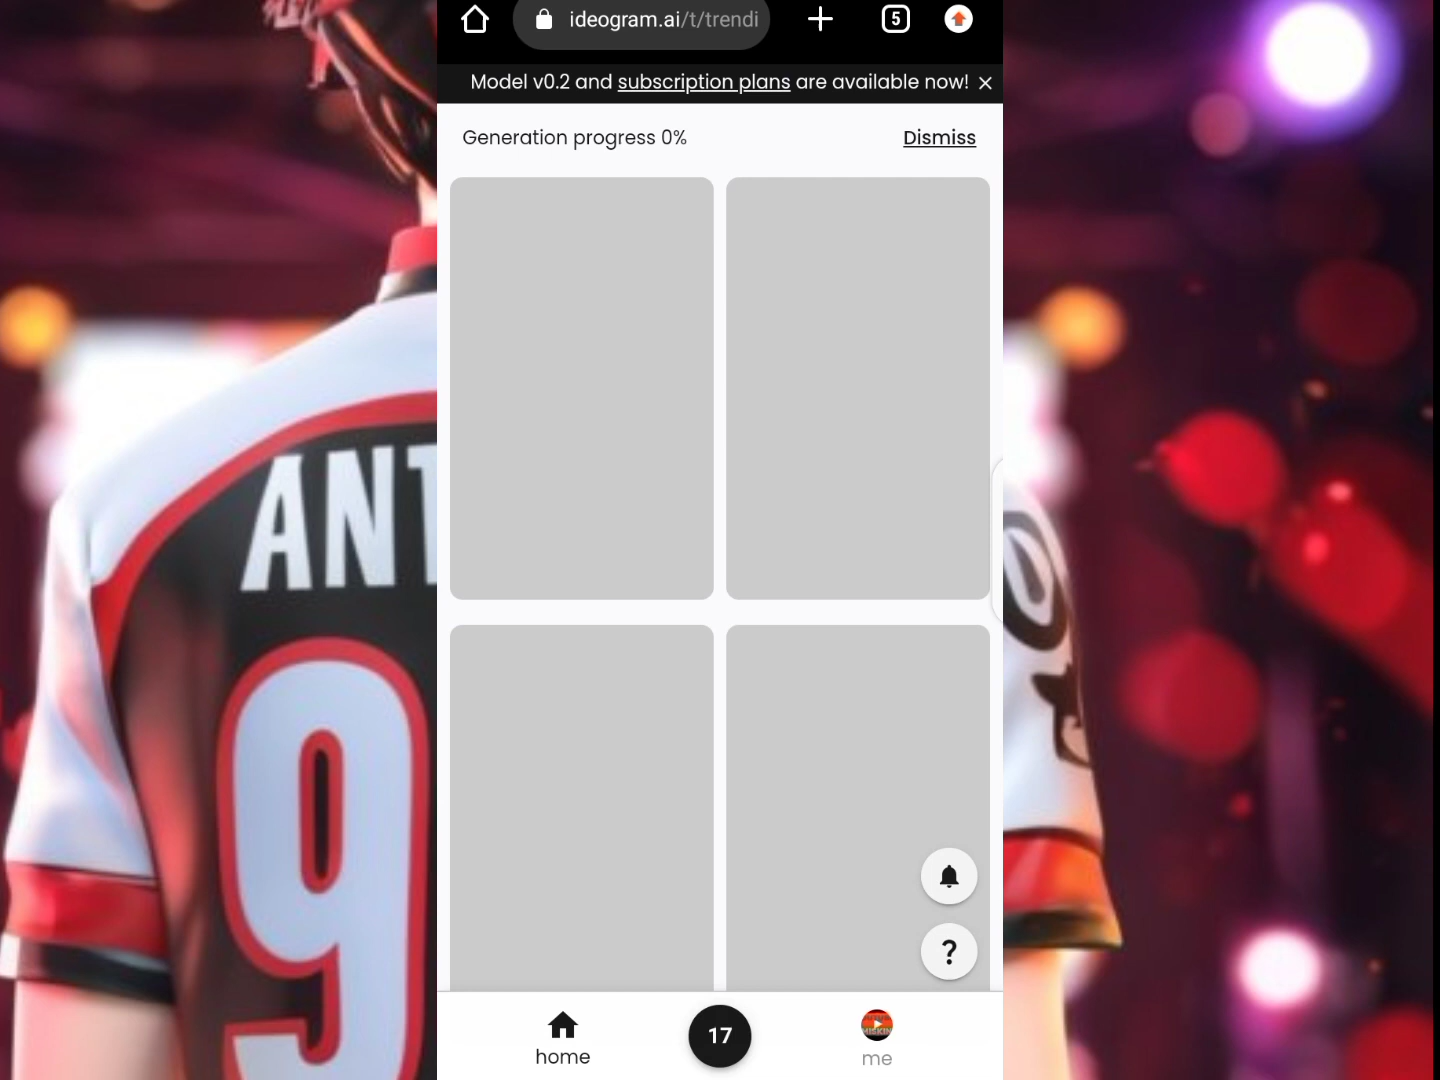 5
ideogram.ai/t/trendi
Model v0.2 and subscription plans are available now!
Generation progress 0%
Dismiss
ANT
9
?
home
17
me